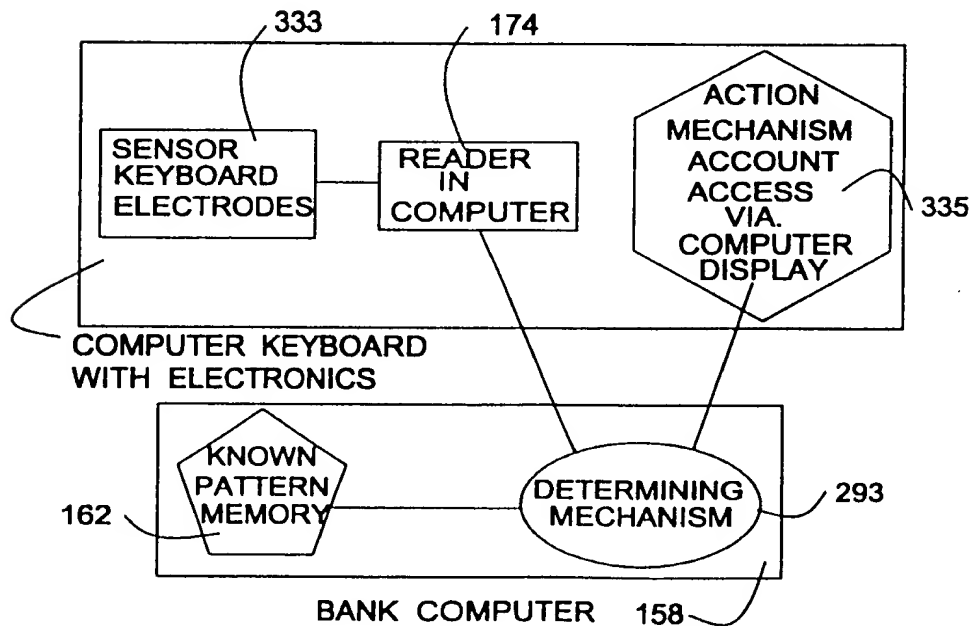 333
174
SENSOR
KEYBOARD
ELECTRODES
READER
IN
COMPUTER
ACTION
MECHANISM
ACCOUNT
ACCESS
VIA.
COMPUTER
DISPLAY
335
COMPUTER KEYBOARD
WITH ELECTRONICS
KNOWN
PATTERN
MEMORY
162
DETERMINING
MECHANISM
293
BANK COMPUTER 158